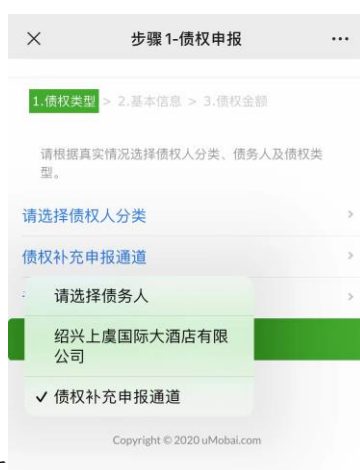 步骤1-债权申报
1.债权类型 > 2.基本信息 > 3.债权金额
请根据真实情况选择债权人分类、债务人及债权类
型。
请选择债权人分类
债权补充申报通道
请选择债务人
绍兴上虞国际大酒店有限
公司
✓ 债权补充申报通道
Copyright © 2020 uMobai.com